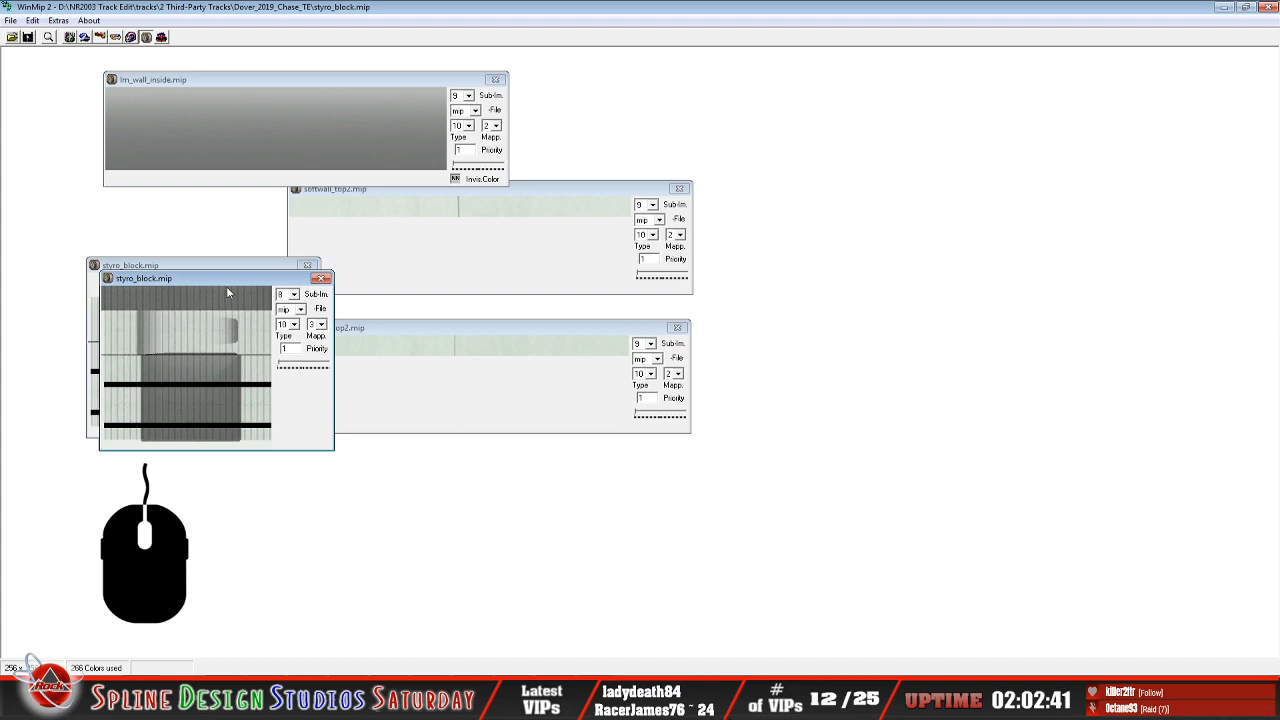 WinMip 2 - D:\NR2003 Track Edit\tracks\2 Third-Party Tracks\Dover_2019_Chase_TE\styro_block.mip
File Edit Extras About
lm_wall_inside.mip
9 Sub-Im.
mip -File
10 2
Type Mapp.
1 Priority
NN Invis.Color
softwall_top2.mip
9 Sub-Im.
mip -File
10 2
Type Mapp.
1 Priority
styro_block.mip
styro_block.mip
8 Sub-Im.
mip -File
10 3
Type Mapp.
1 Priority
op2.mip
9 Sub-Im.
mip -File
10 2
Type Mapp.
1 Priority
256 x
266 Colors used
SPLINE DESIGN STUDIOS SATURDAY
Latest VIPs
ladydeath84
RacerJames76 ~ 24
# of VIPs
12 / 25
UPTIME
02:02:41
killer2ltr [Follow]
Octane93 [Raid (7)]